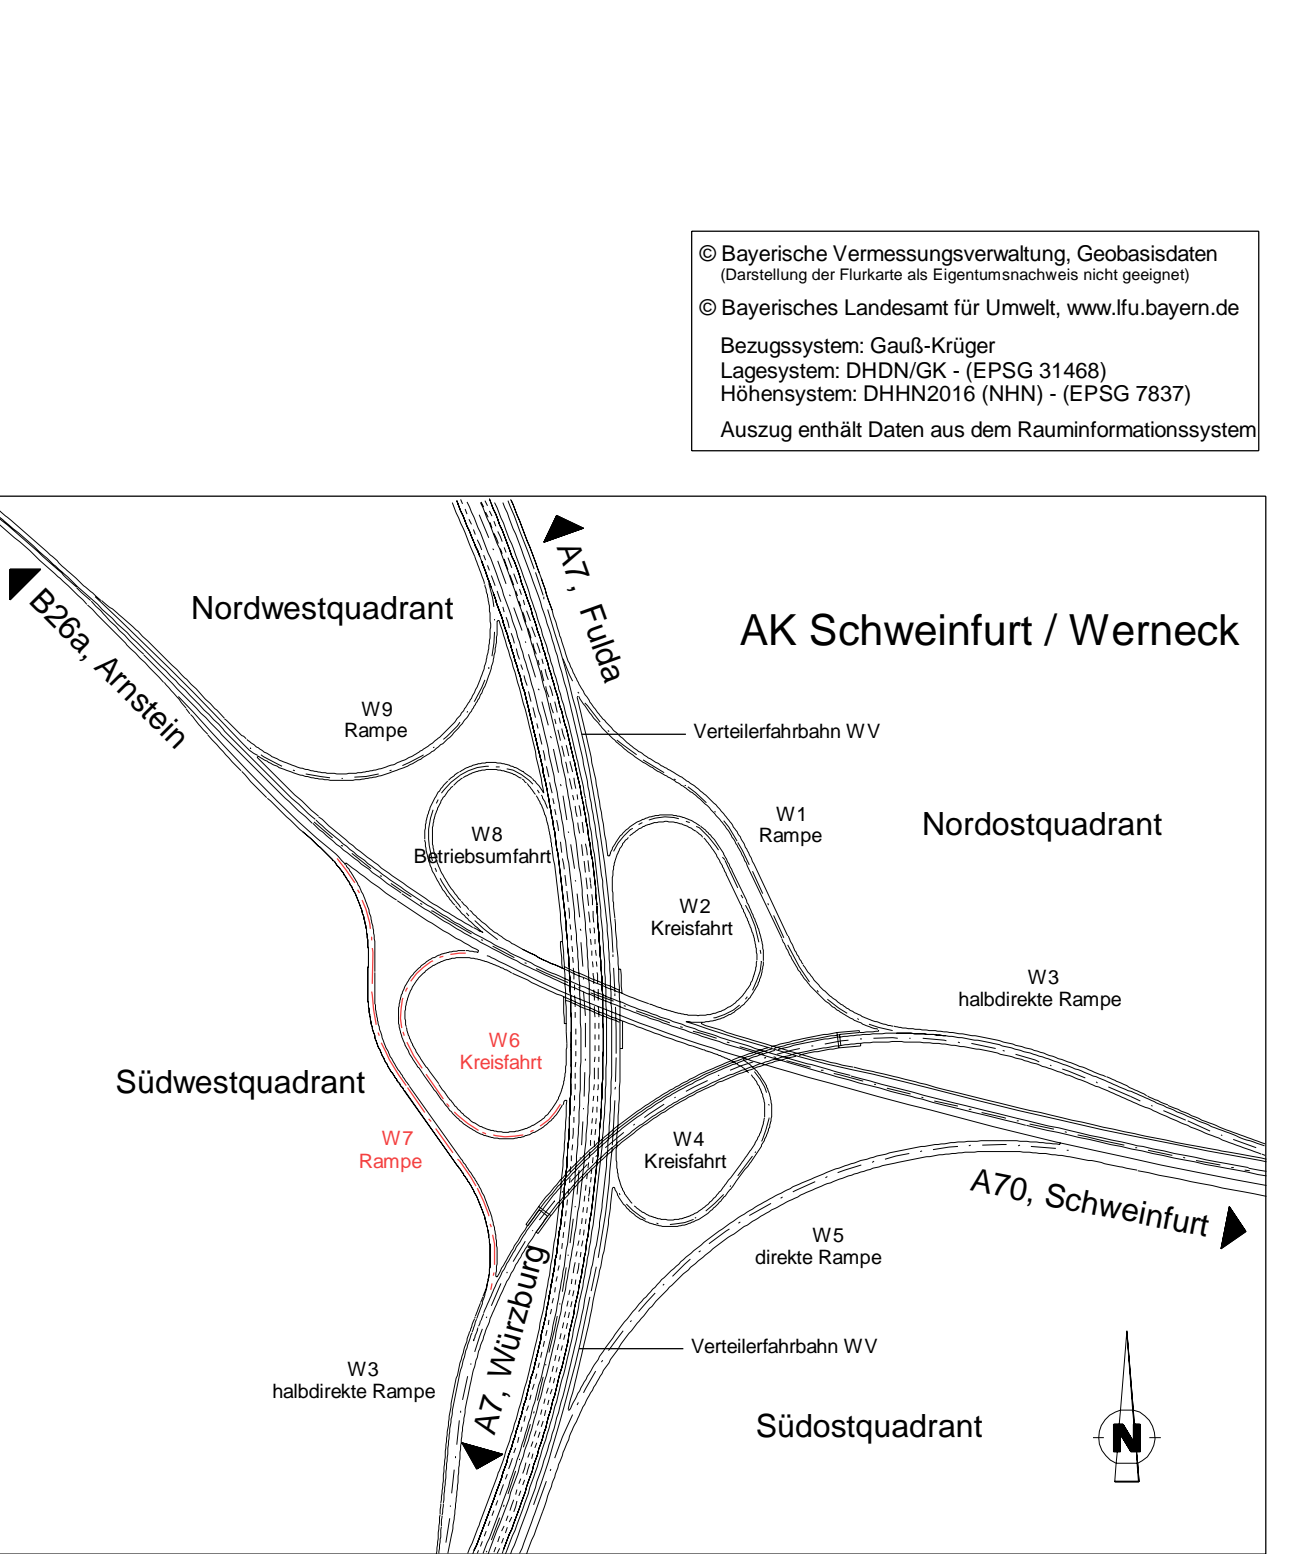 © Bayerische Vermessungsverwaltung, Geobasisdaten
(Darstellung der Flurkarte als Eigentumsnachweis nicht geeignet)
© Bayerisches Landesamt für Umwelt, www.lfu.bayern.de
Bezugssystem: Gauß-Krüger
Lagesystem: DHDN/GK - (EPSG 31468)
Höhensystem: DHHN2016 (NHN) - (EPSG 7837)
Auszug enthält Daten aus dem Rauminformationssystem
A7, Fulda
B26a, Arnstein
Nordwestquadrant
AK Schweinfurt / Werneck
W9
Rampe
Verteilerfahrbahn WV
W1
Rampe
Nordostquadrant
W8
Betriebsumfahrt
W2
Kreisfahrt
W3
halbdirekte Rampe
W6
Kreisfahrt
Südwestquadrant
W7
Rampe
W4
Kreisfahrt
A70, Schweinfurt
W5
direkte Rampe
A7, Würzburg
Verteilerfahrbahn WV
W3
halbdirekte Rampe
Südostquadrant
N